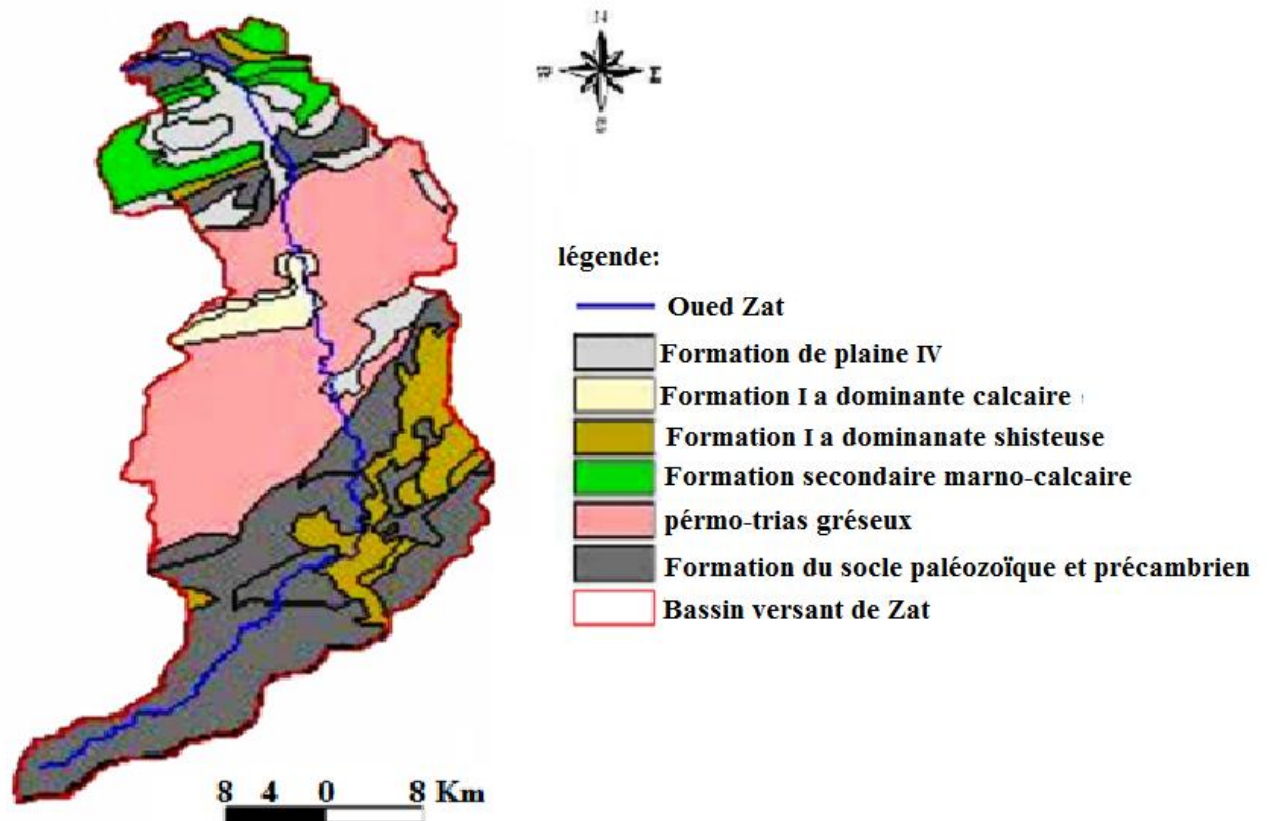 N
W E
légende:
Oued Zat
Formation de plaine IV
Formation I a dominante calcaire
Formation I a dominanate shisteuse
Formation secondaire marno-calcaire
pérmo-trias gréseux
Formation du socle paléozoïque et précambrien
Bassin versant de Zat
8 4 0 8 Km